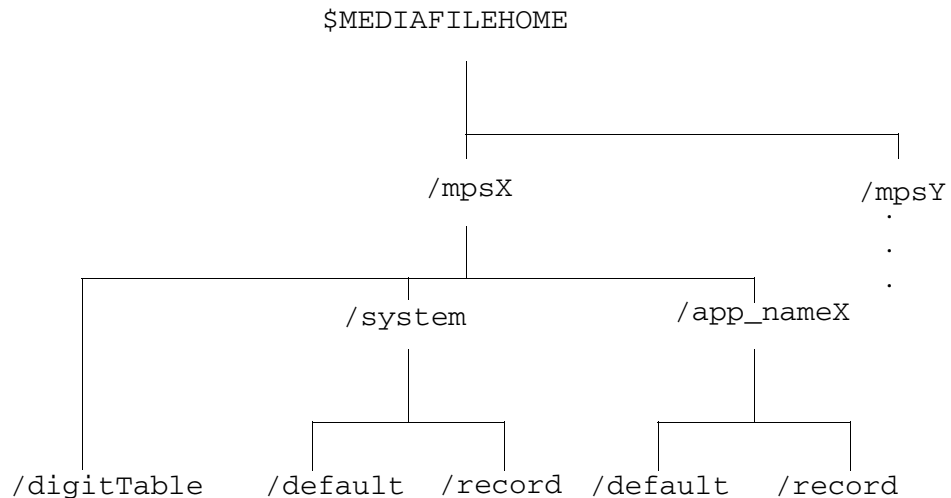 $MEDIAFILEHOME
/mpsX
/mpsY
.
.
.
/system
/app_nameX
/digitTable
/default
/record
/default
/record